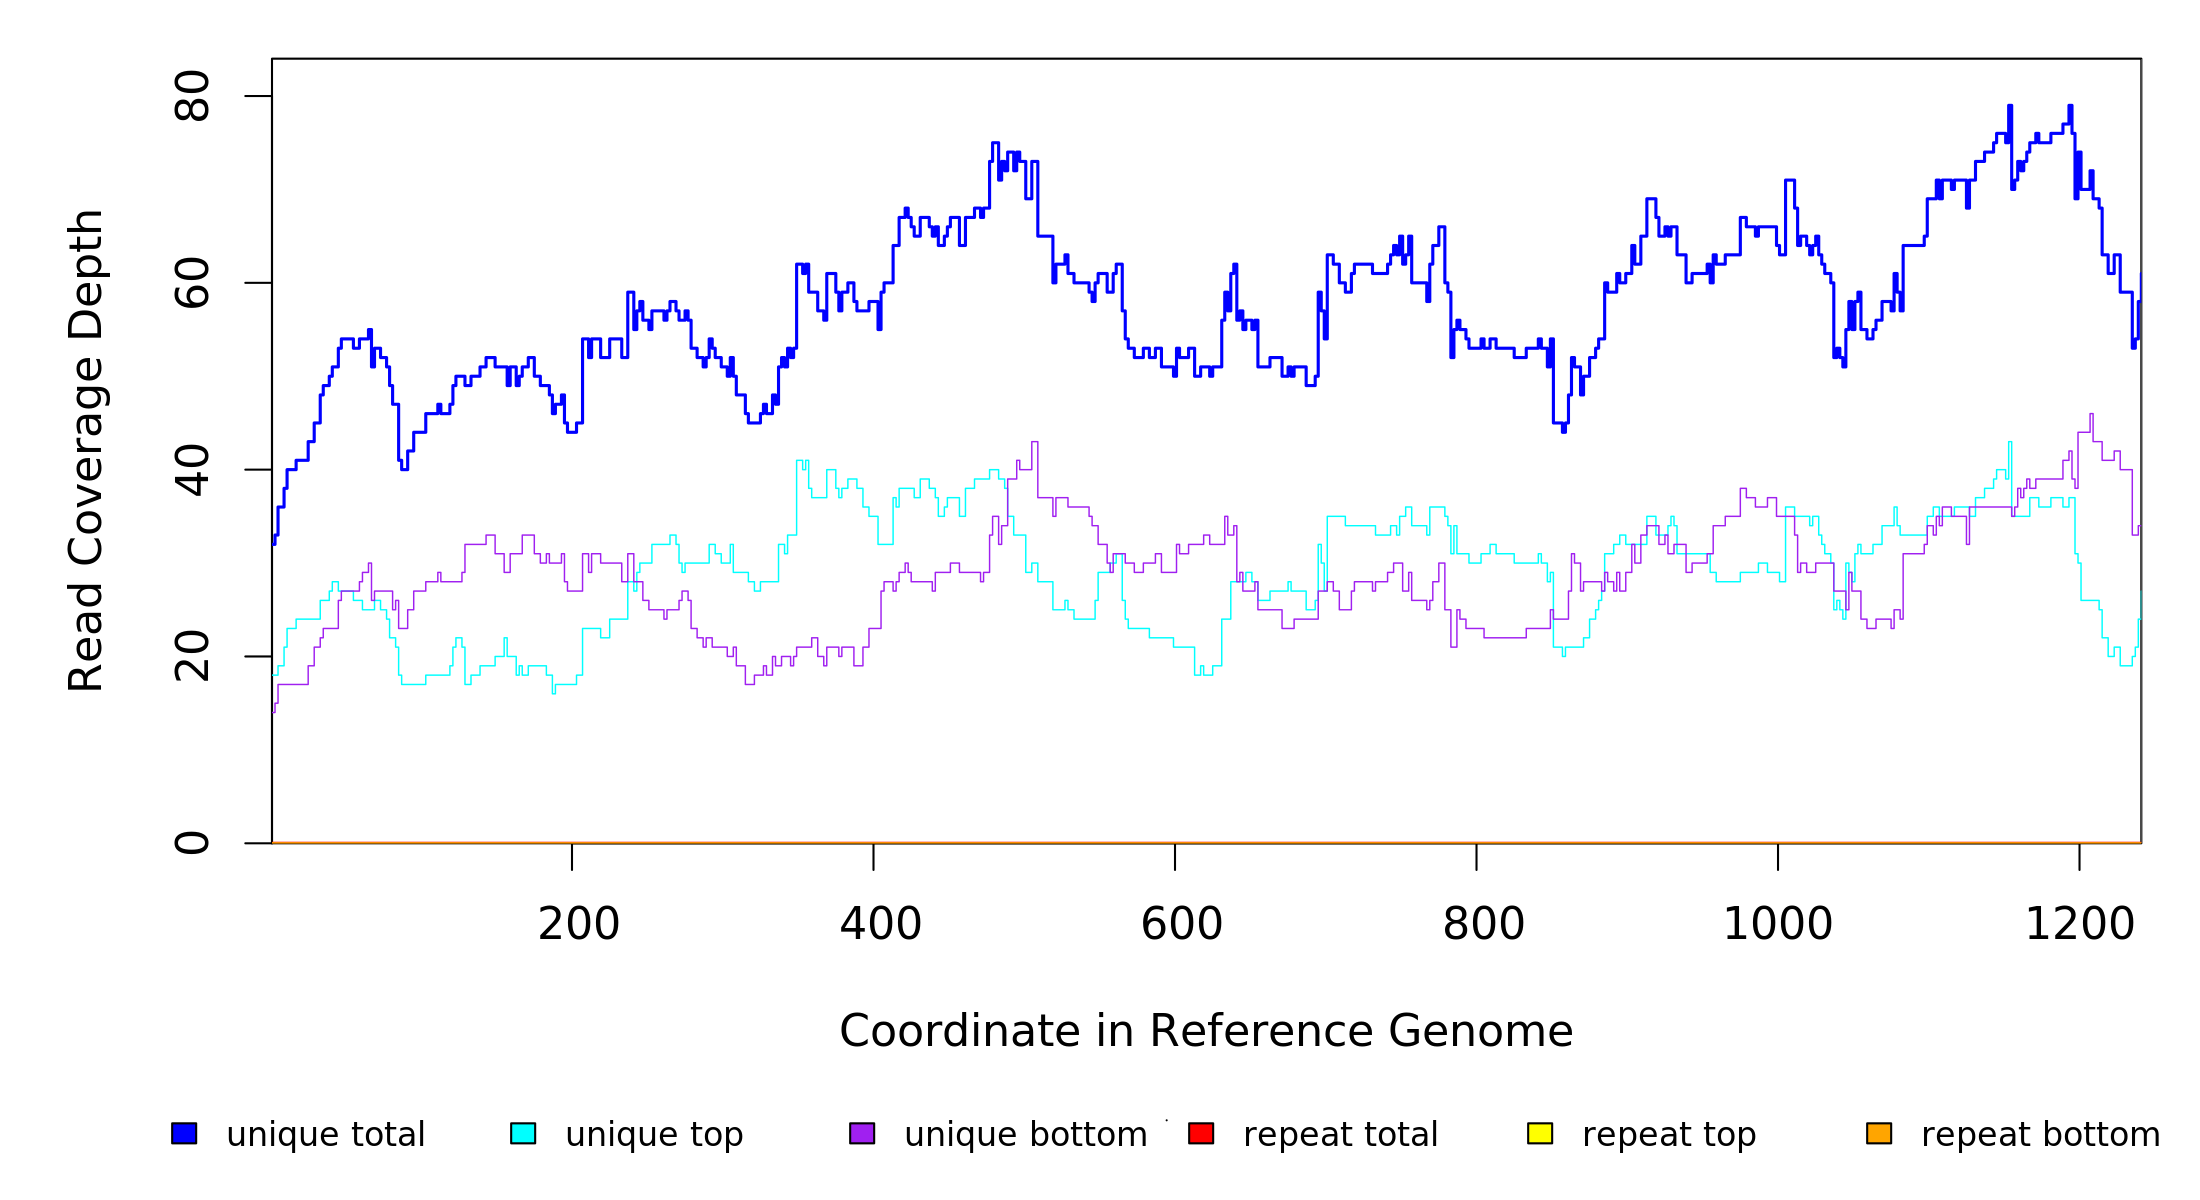 Read Coverage Depth
80
60
40
20
0
200 400 600 800 1000 1200
Coordinate in Reference Genome
unique total unique top unique bottom repeat total repeat top repeat bottom